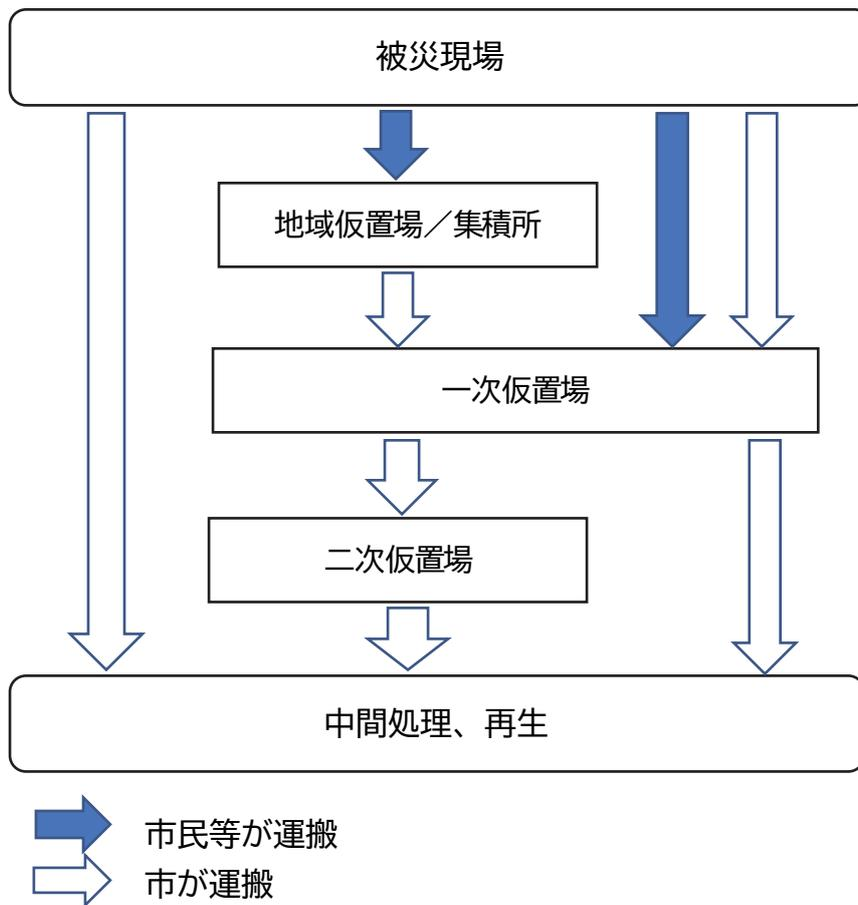 被災現場
地域仮置場／集積所
一次仮置場
二次仮置場
中間処理、再生
市民等が運搬
市が運搬